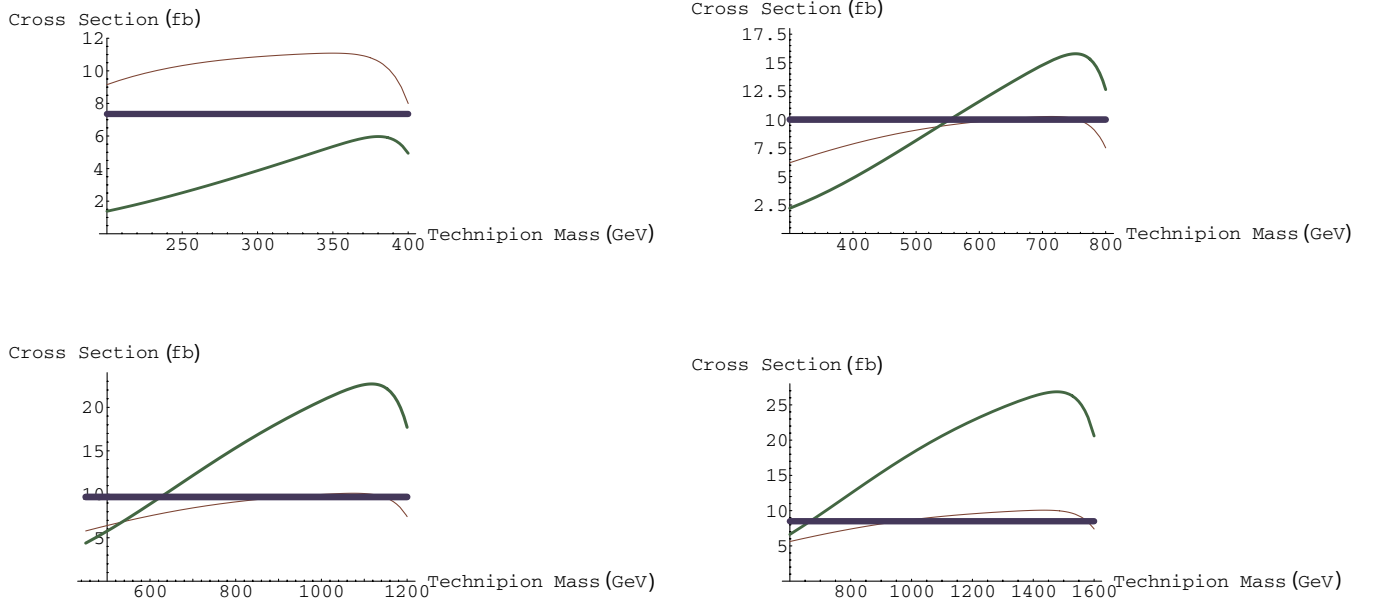 Cross Section (fb)
12
10
8
6
4
2
250 300 350 400
Technipion Mass (GeV)
Cross Section (fb)
17.5
15
12.5
10
7.5
5
2.5
400 500 600 700 800
Technipion Mass (GeV)
Cross Section (fb)
20
15
10
5
600 800 1000 1200
Technipion Mass (GeV)
Cross Section (fb)
25
20
15
10
5
800 1000 1200 1400 1600
Technipion Mass (GeV)